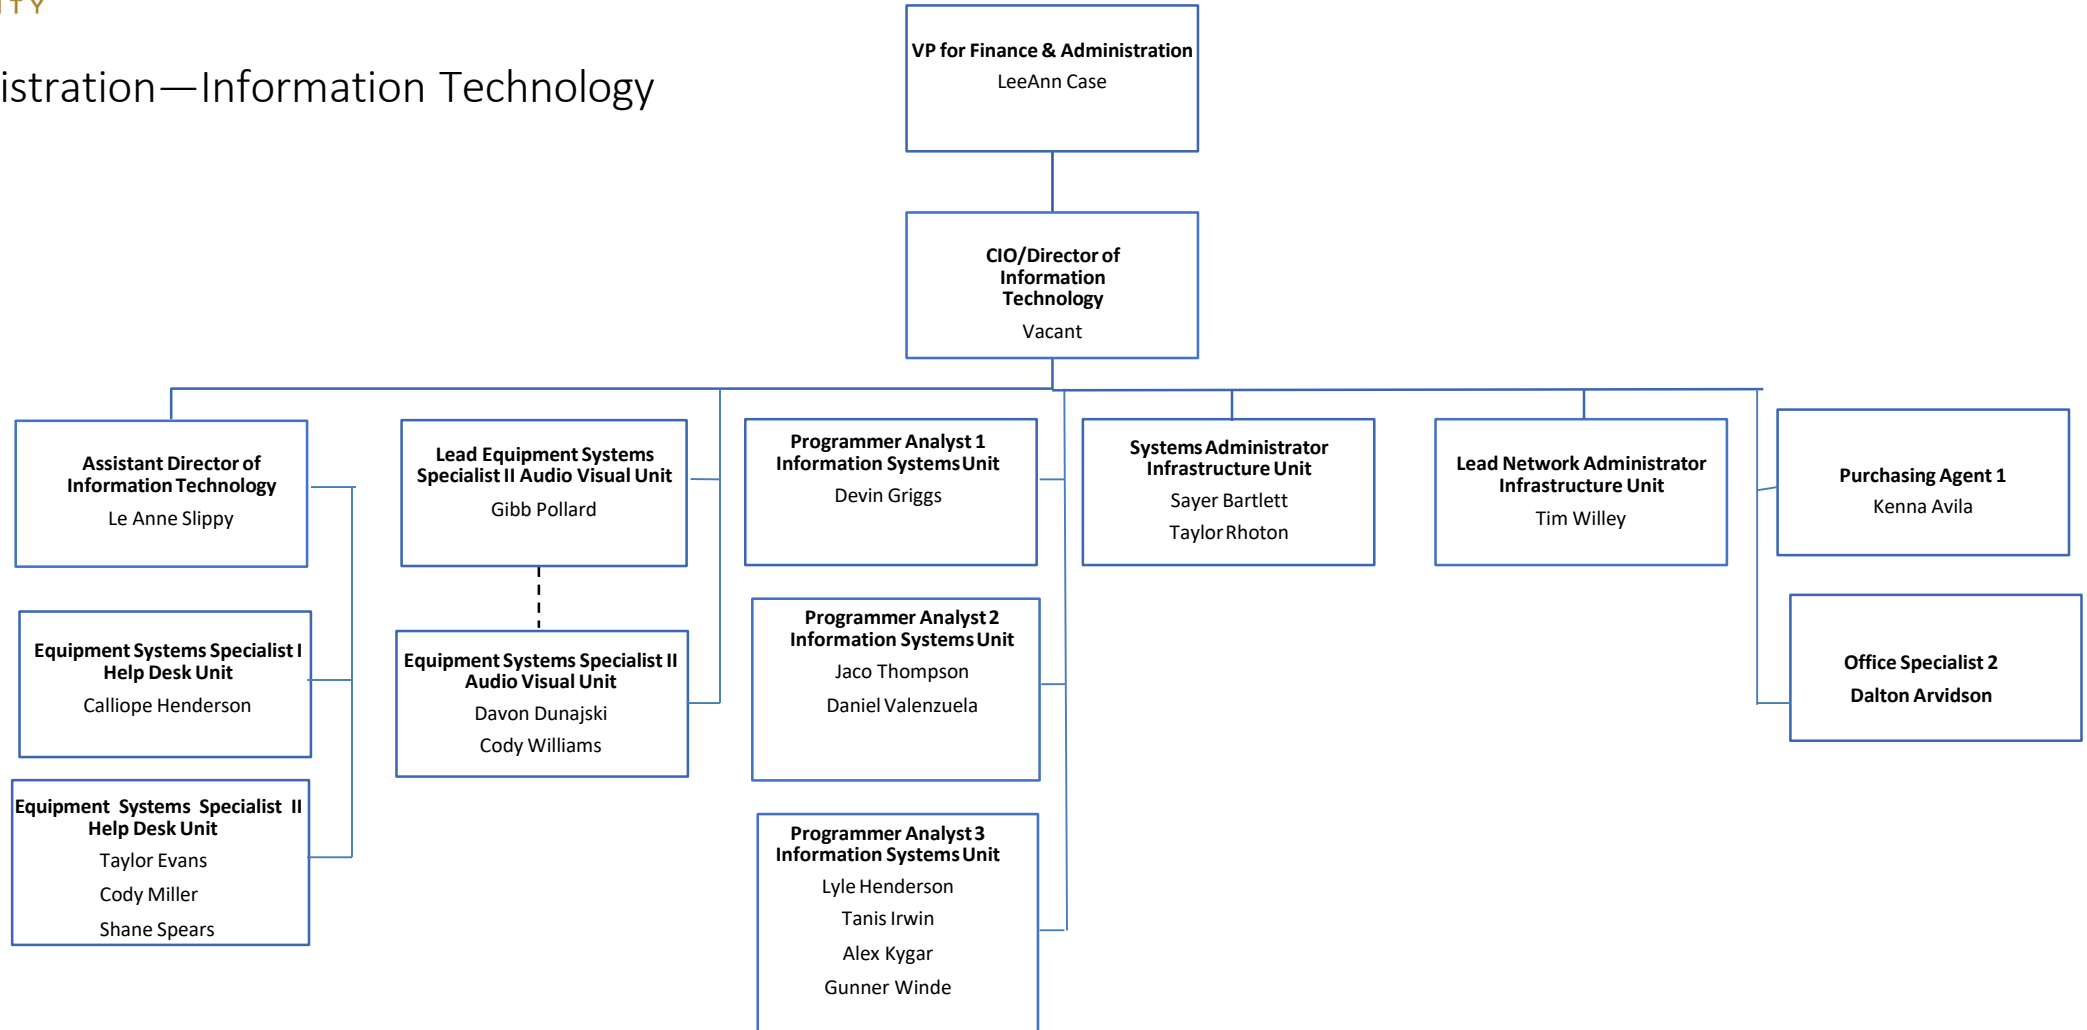 VP for Finance & Administration
LeeAnn Case
istration—Information Technology
CIO/Director of
Information
Technology
Vacant
Assistant Director of
Information Technology
Le Anne Slippy
Lead Equipment Systems
Specialist II Audio Visual Unit
Gibb Pollard
Programmer Analyst 1
Information Systems Unit
Devin Griggs
Systems Administrator
Infrastructure Unit
Sayer Bartlett
Taylor Rhoton
Lead Network Administrator
Infrastructure Unit
Tim Willey
Purchasing Agent 1
Kenna Avila
Equipment Systems Specialist I
Help Desk Unit
Calliope Henderson
Equipment Systems Specialist II
Audio Visual Unit
Davon Dunajski
Cody Williams
Programmer Analyst 2
Information Systems Unit
Jaco Thompson
Daniel Valenzuela
Office Specialist 2
Dalton Arvidson
Equipment Systems Specialist II
Help Desk Unit
Taylor Evans
Cody Miller
Shane Spears
Programmer Analyst 3
Information Systems Unit
Lyle Henderson
Tanis Irwin
Alex Kygar
Gunner Winde